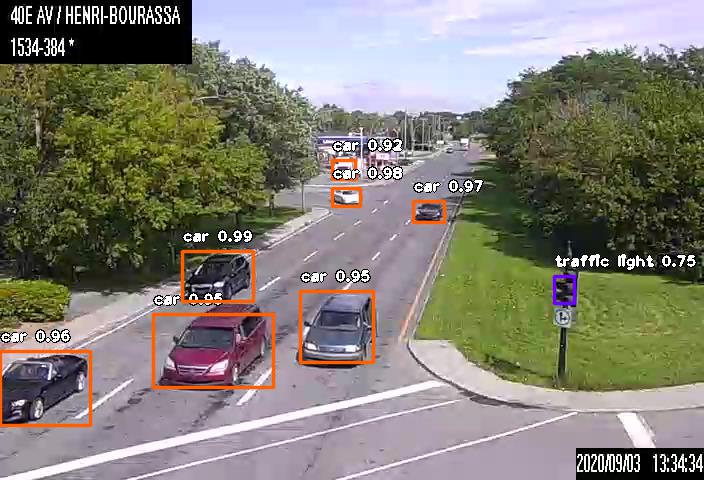 40E AV / HENRI-BOURASSA
1534-384 *
car 0.92
car 0.98
car 0.97
car 0.99
traffic light 0.75
car 0.95
car 0.95
car 0.96
2020/09/03 13:34:34